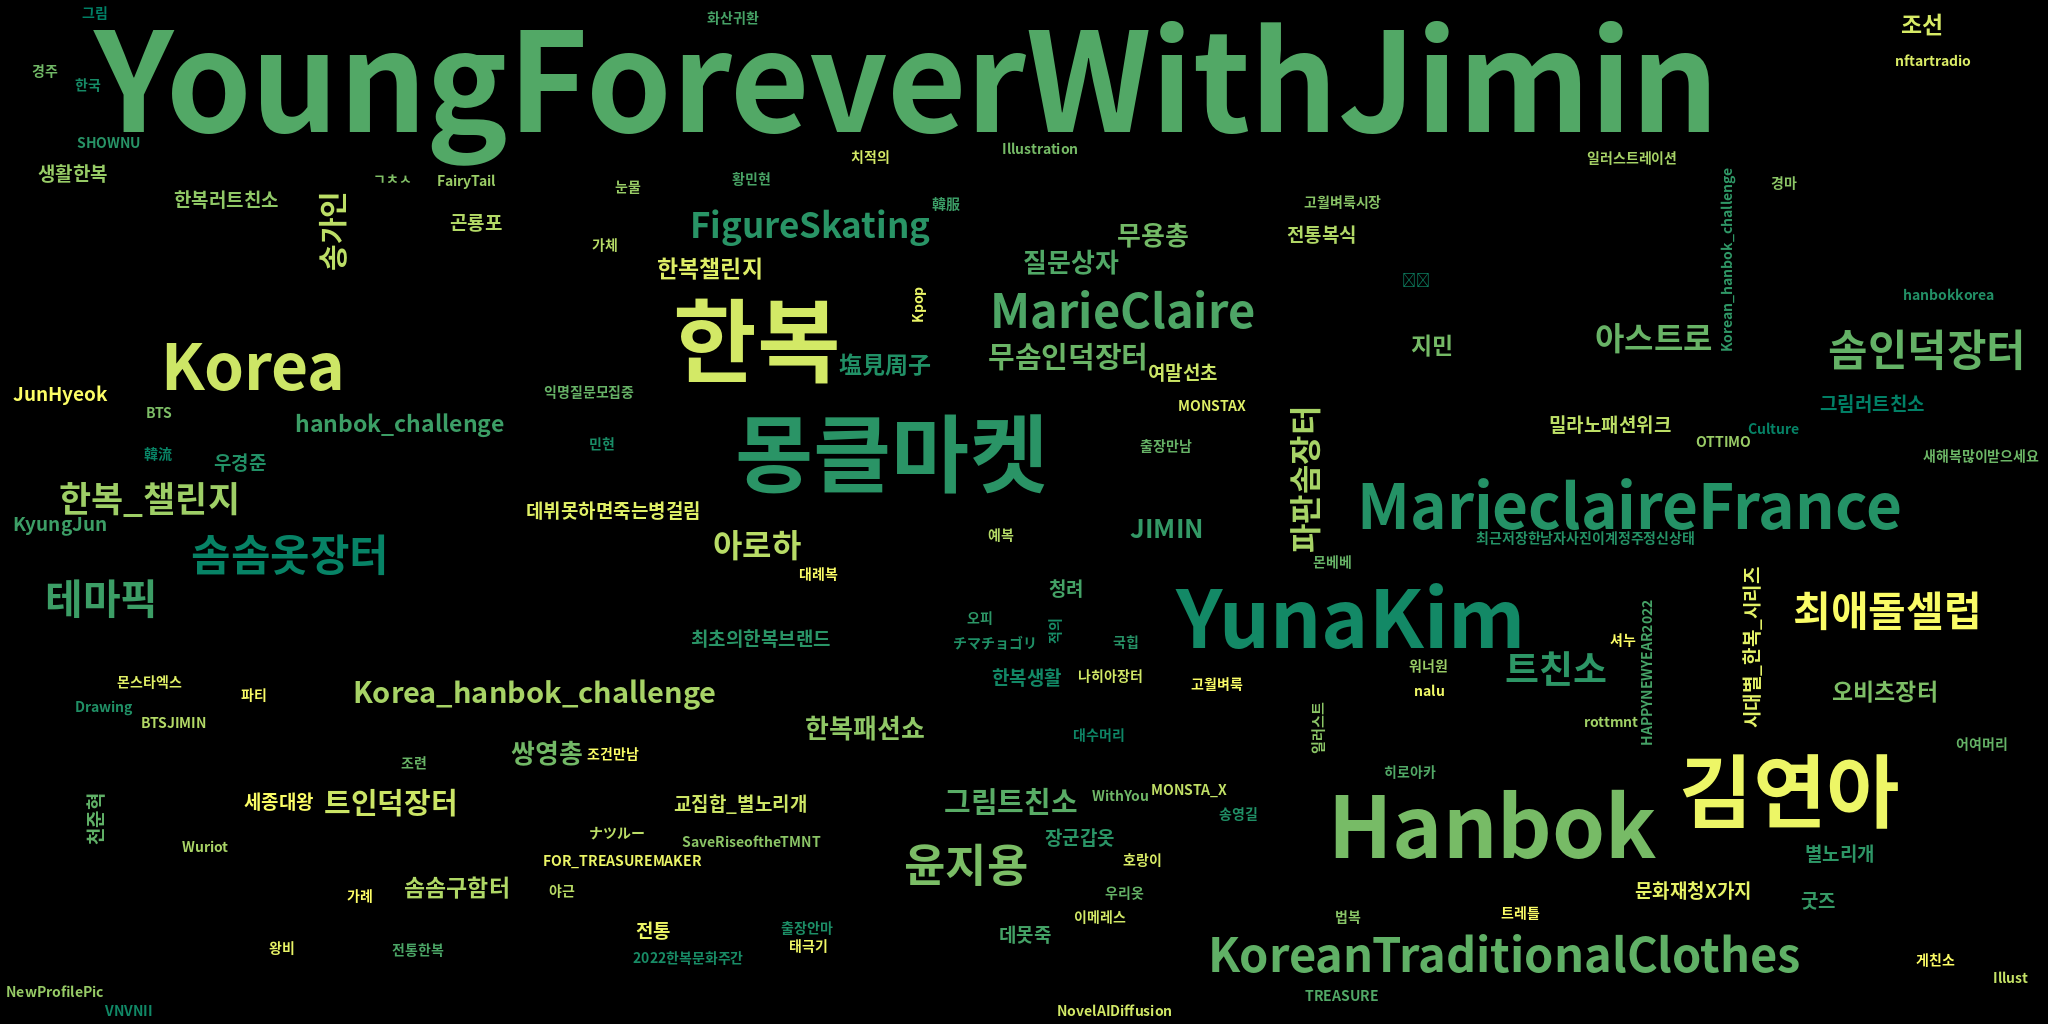 그림
화산귀환
조선
YoungForeverWithJimin
경주
한국
nftartradio
SHOWNU
Illustration
치적의
일러스트레이션
생활한복
한복러트친소
송가인
ㄱㅊㅅ
FairyTail
눈물
황민현
경마
곤룡포
韓服
고월벼룩시장
Korean_hanbok_challenge
FigureSkating
무용총
전통복식
가체
한복챌린지
질문상자
Kpop
MarieClaire
hanbokkorea
한복
Korea
무솜인덕장터
지민
아스트로
솜인덕장터
塩見周子
여말선초
JunHyeok
익명질문모집중
BTS
hanbok_challenge
MONSTAX
그림러트친소
밀라노패션위크
Culture
OTTIMO
민현
몽클마켓
출장만남
파판솜장터
새해복많이받으세요
韓流
우경준
한복_챌린지
데뷔못하면죽는병걸림
MarieclaireFrance
KyungJun
아로하
예복
JIMIN
최근저장한남자사진이계정주정신상태
솜솜옷장터
몬베베
대례복
테마픽
청려
YunaKim
시대별_한복_시리즈
최애돌셀럽
HAPPYNEWYEAR2022
오피
적의
최초의한복브랜드
チマチョゴリ
국힙
셔누
워너원
트친소
한복생활
나히아장터
고월벼룩
nalu
몬스타엑스
파티
Korea_hanbok_challenge
오비츠장터
Drawing
BTSJIMIN
한복패션쇼
대수머리
일러스트
rottmnt
쌍영총
조건만남
어여머리
조련
히로아카
김연아
천준혁
세종대왕
트인덕장터
교집합_별노리개
그림트친소
WithYou
MONSTA_X
송영길
Hanbok
ナツルー
SaveRiseoftheTMNT
장군갑옷
Wuriot
FOR_TREASUREMAKER
윤지용
호랑이
별노리개
가례
솜솜구함터
야근
우리옷
문화재청X가지
굿즈
이메레스
법복
트레틀
전통
출장안마
데못죽
왕비
전통한복
태극기
2022한복문화주간
KoreanTraditionalClothes
게친소
Illust
NewProfilePic
TREASURE
VNVNII
NovelAIDiffusion